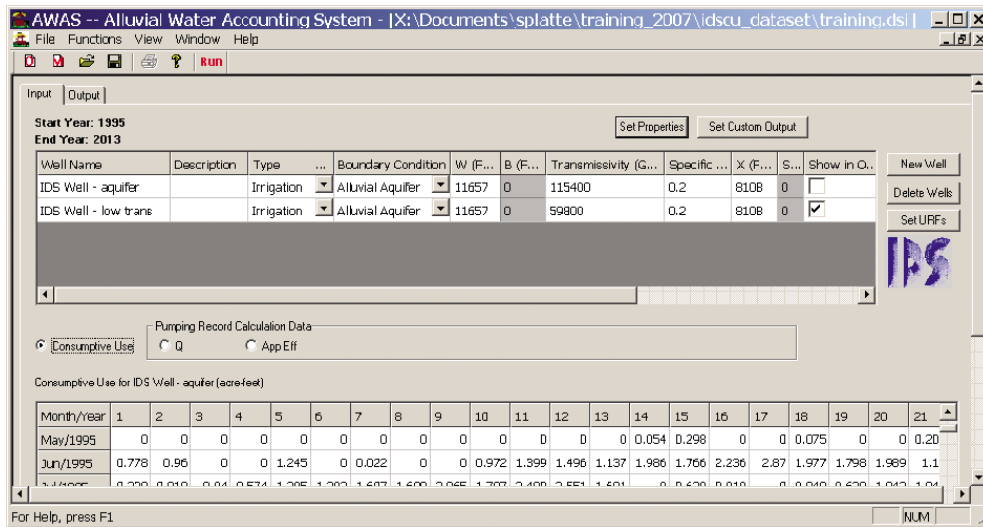 AWAS -- Alluvial Water Accounting System - [X:\Documents\splatte\training_2007\idscu_dataset\training.dsl]
File Functions View Window Help
Run
Input Output
Start Year: 1995
End Year: 2013
Set Properties Set Custom Output
Well Name Description Type ... Boundary Condition W (F... B (F... Transmissivity (G... Specific ... X (F... S... Show in O...
IDS Well - aquifer Irrigation Alluvial Aquifer 11657 0 115400 0.2 8108 0
IDS Well - low trans Irrigation Alluvial Aquifer 11657 0 59800 0.2 8108 0
New Well
Delete Wells
Set URFs
IDS
Pumping Record Calculation Data
Consumptive Use Q App Eff
Consumptive Use for IDS Well - aquifer (acre-feet)
Month/Year 1 2 3 4 5 6 7 8 9 10 11 12 13 14 15 16 17 18 19 20 21
May/1995 0 0 0 0 0 0 0 0 0 0 0 0 0 0.054 0.298 0 0 0.075 0 0 0.20
Jun/1995 0.778 0.96 0 0 1.245 0 0.022 0 0 0.972 1.399 1.496 1.137 1.986 1.766 2.236 2.87 1.977 1.798 1.989 1.1
For Help, press F1
NUM